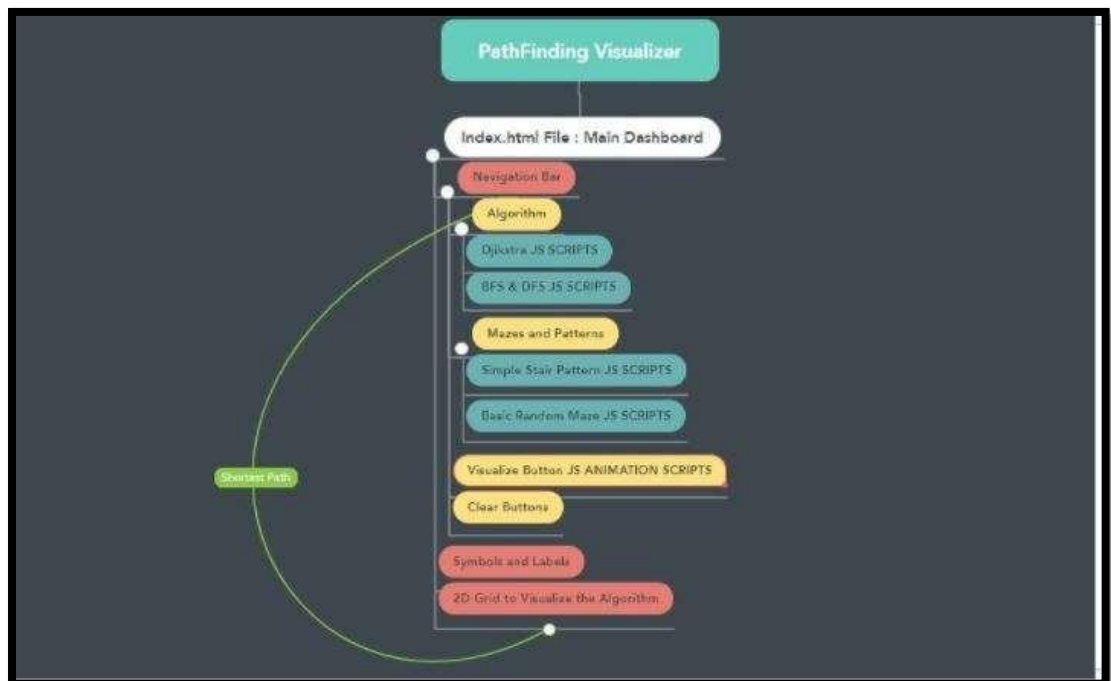 PathFinding Visualizer
Index.html File : Main Dashboard
Navigation Bar
Algorithm
Djikstra JS SCRIPTS
BFS & DFS JS SCRIPTS
Mazes and Patterns
Simple Stair Pattern JS SCRIPTS
Basic Random Maze JS SCRIPTS
Visualize Button JS ANIMATION SCRIPTS
Shortest Path
Clear Buttons
Symbols and Labels
2D Grid to Visualize the Algorithm